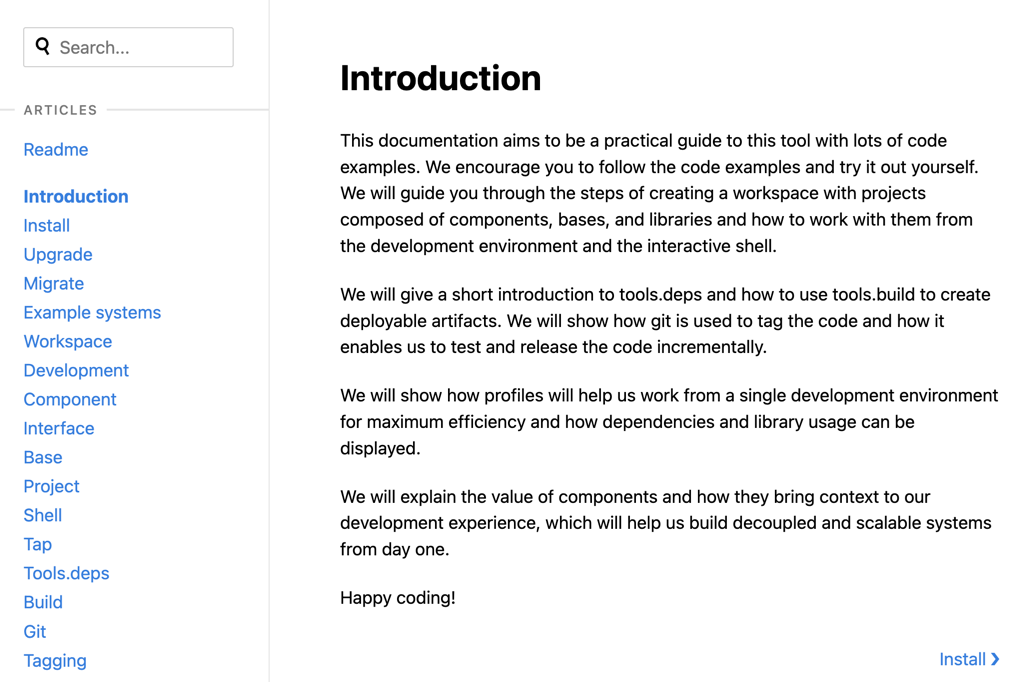 Search...
ARTICLES
Readme
Introduction
Install
Upgrade
Migrate
Example systems
Workspace
Development
Component
Interface
Base
Project
Shell
Tap
Tools.deps
Build
Git
Tagging
Introduction
This documentation aims to be a practical guide to this tool with lots of code
examples. We encourage you to follow the code examples and try it out yourself.
We will guide you through the steps of creating a workspace with projects
composed of components, bases, and libraries and how to work with them from
the development environment and the interactive shell.
We will give a short introduction to tools.deps and how to use tools.build to create
deployable artifacts. We will show how git is used to tag the code and how it
enables us to test and release the code incrementally.
We will show how profiles will help us work from a single development environment
for maximum efficiency and how dependencies and library usage can be
displayed.
We will explain the value of components and how they bring context to our
development experience, which will help us build decoupled and scalable systems
from day one.
Happy coding!
Install ❯